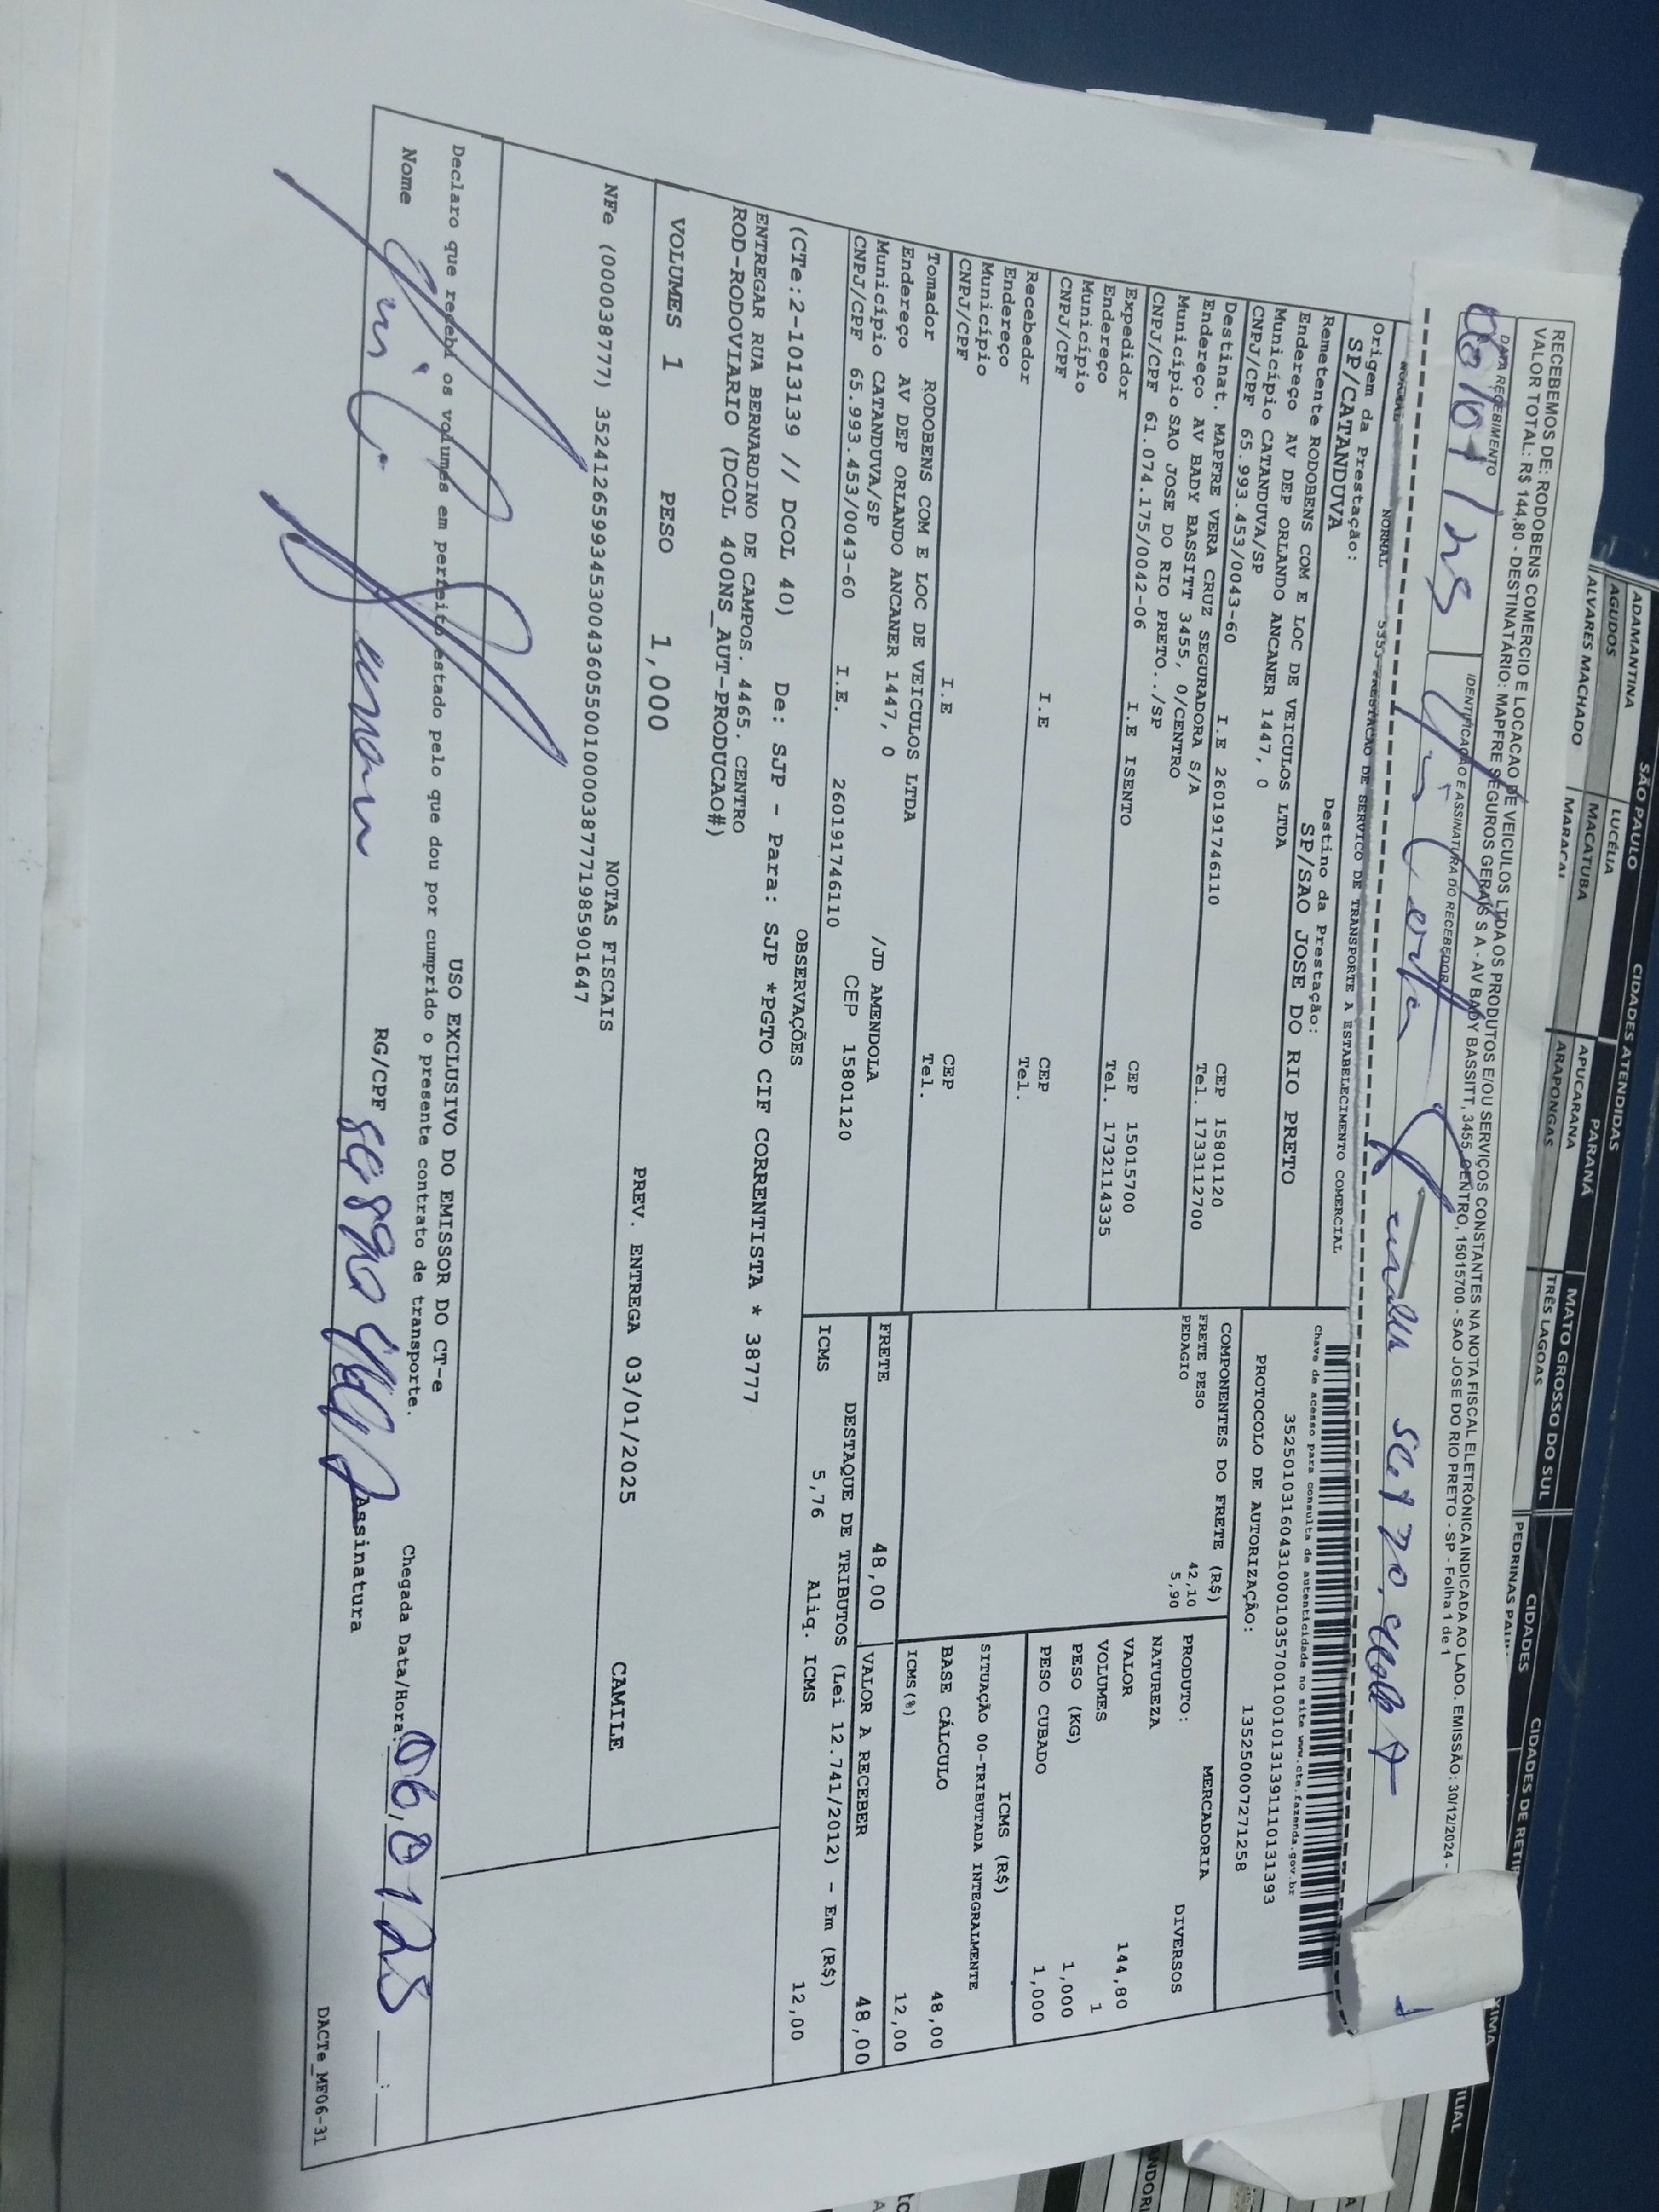 SÃO PAULO
CIDADES ATENDIDAS
PARANÁ
MATO GROSSO DO SUL
CIDADES
CIDADES DE
ADAMANTINA
LUCÉLIA
APUCARANA
TRÊS LAGOAS
PEDRINAS
AGUDOS
MACATUBA
ARAPONGAS
ALVARES MACHADO
RECEBEMOS DE: RODOBENS COMERCIO E LOCACAO DE VEICULOS LTDA OS PRODUTOS E/OU SERVIÇOS CONSTANTES NA NOTA FISCAL ELETRÔNICA INDICADA AO LADO. EMISSÃO: 30/12/2024 -
VALOR TOTAL: R$ 144,80 - DESTINATÁRIO: MAPFRE SEGUROS GERAIS S A - AV BADY BASSITT, 3455, CENTRO, 15015700 - SAO JOSE DO RIO PRETO - SP - Folha 1 de 1
DATA RECEBIMENTO
IDENTIFICAÇÃO E ASSINATURA DO RECEBEDOR
NORMAL
NORMAL
5353-PRESTAÇÃO DE SERVIÇO DE TRANSPORTE A ESTABELECIMENTO COMERCIAL
Origem da Prestação:
SP/CATANDUVA
Destino da Prestação:
SP/SAO JOSE DO RIO PRETO
Remetente RODOBENS COM E LOC DE VEICULOS LTDA
Endereço AV DEP ORLANDO ANCANER 1447, 0
Município CATANDUVA/SP CEP 15801120
CNPJ/CPF 65.993.453/0043-60 I.E 260191746110 Tel. 1733112700
Destinat. MAPFRE VERA CRUZ SEGURADORA S/A
Endereço AV BADY BASSITT 3455, 0/CENTRO
Município SAO JOSE DO RIO PRETO../SP CEP 15015700
CNPJ/CPF 61.074.175/0042-06 I.E ISENTO Tel. 1732114335
Expedidor
Endereço
Município CEP
CNPJ/CPF I.E Tel.
Recebedor
Endereço
Município CEP
CNPJ/CPF I.E Tel.
Tomador RODOBENS COM E LOC DE VEICULOS LTDA
Endereço AV DEP ORLANDO ANCANER 1447, 0 /JD AMENDOLA
Município CATANDUVA/SP CEP 15801120
CNPJ/CPF 65.993.453/0043-60 I.E. 260191746110
Chave de acesso para consulta de autenticidade no site www.cte.fazenda.gov.br
35250103160431000103570010010131391110131393
PROTOCOLO DE AUTORIZAÇÃO: 135250007271258
COMPONENTES DO FRETE (R$)
FRETE PESO 42,10
PEDAGIO 5,90
MERCADORIA
PRODUTO: DIVERSOS
NATUREZA
VALOR 144,80
VOLUMES 1
PESO (KG) 1,000
PESO CUBADO 1,000
ICMS (R$)
SITUAÇÃO 00-TRIBUTADA INTEGRALMENTE
BASE CÁLCULO 48,00
ICMS(%) 12,00
FRETE 48,00
VALOR A RECEBER 48,00
DESTAQUE DE TRIBUTOS (Lei 12.741/2012) - Em (R$)
ICMS 5,76 Aliq. ICMS 12,00
OBSERVAÇÕES
(CTe:2-1013139 // DCOL 40) De: SJP - Para: SJP *PGTO CIF CORRENTISTA * 38777
ENTREGAR RUA BERNARDINO DE CAMPOS. 4465. CENTRO
ROD-RODOVIARIO (DCOL 400NS_AUT-PRODUCAO#)
VOLUMES 1 PESO 1,000 PREV. ENTREGA 03/01/2025 CAMILE
NOTAS FISCAIS
NFe (000038777) 35241265993453004360550010000387771985901647
USO EXCLUSIVO DO EMISSOR DO CT-e
Declaro que recebi os volumes em perfeito estado pelo que dou por cumprido o presente contrato de transporte.
Nome RG/CPF Assinatura Chegada Data/Hora: 06,01,25
DACTe_MF06-31